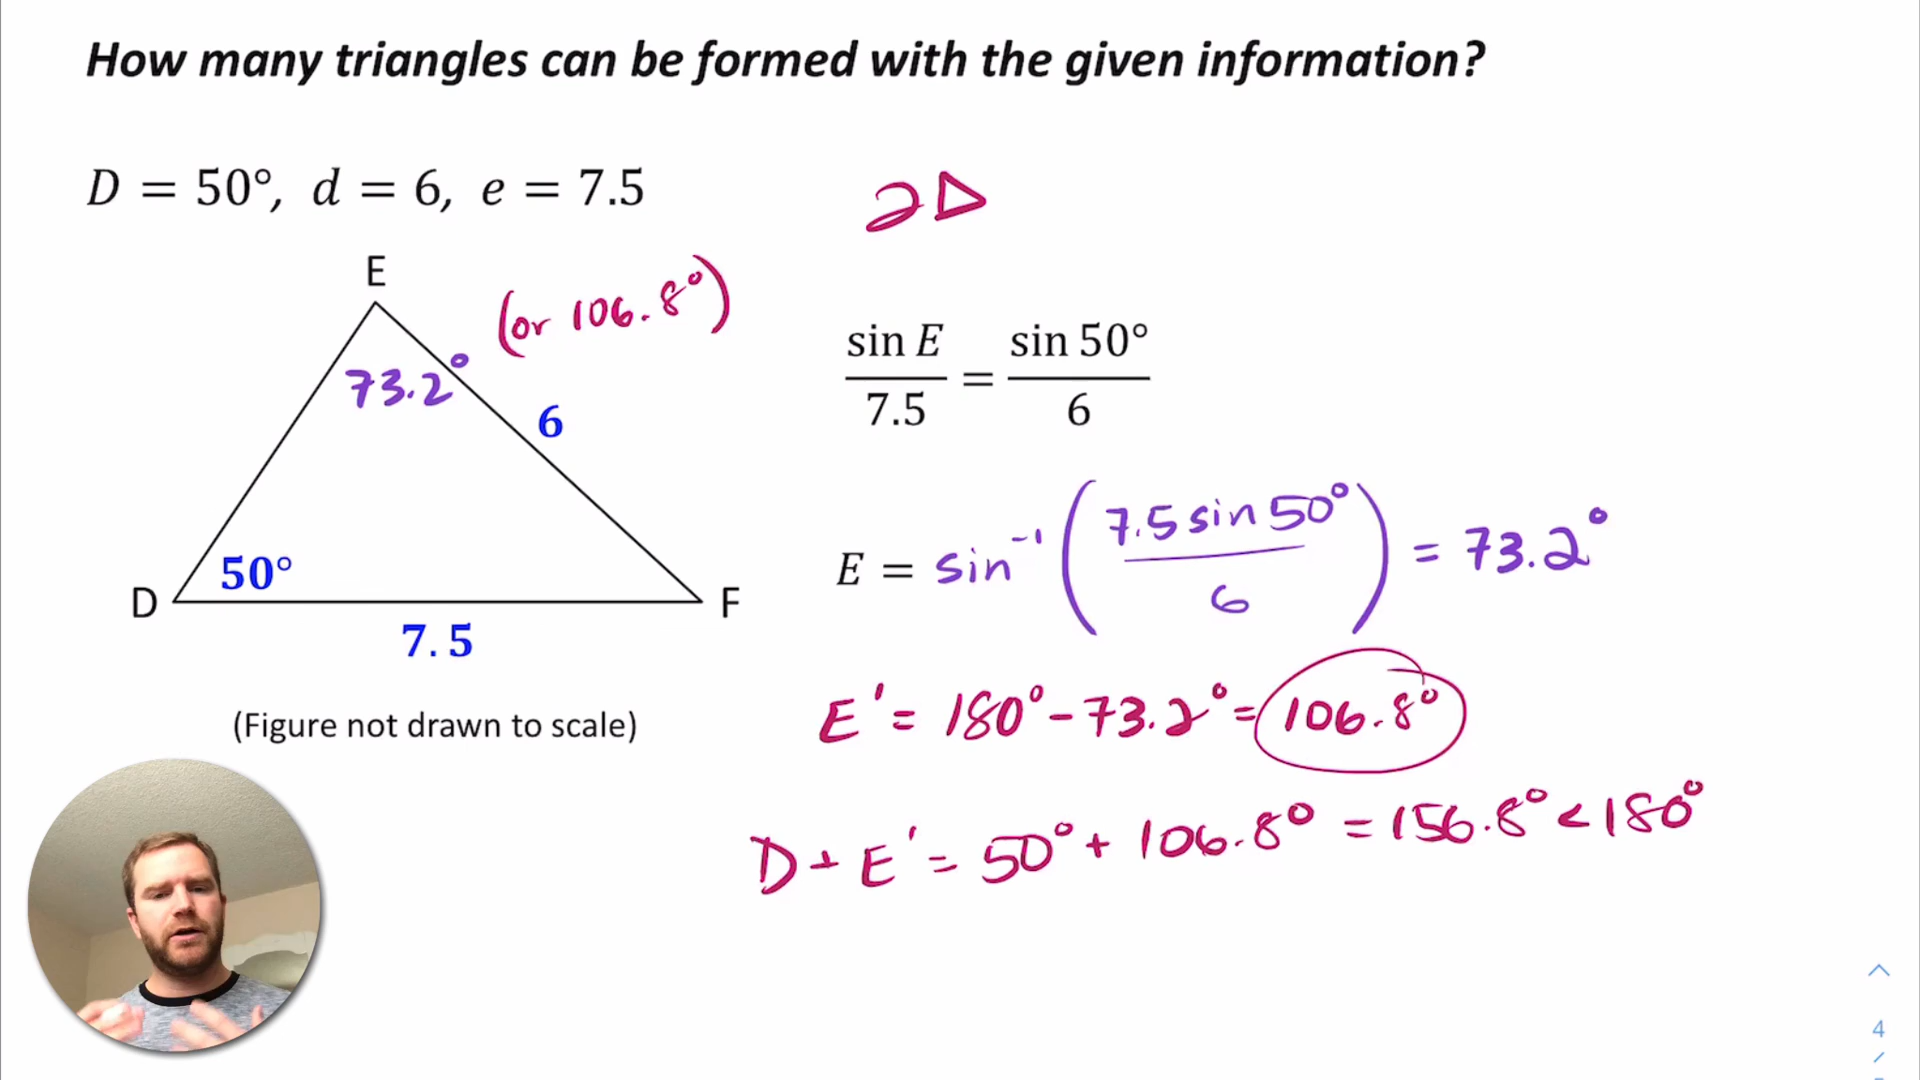 How many triangles can be formed with the given information?
D = 50°, d = 6, e = 7.5
2Δ
E
(or 106.8°)
73.2°
6
50°
D
F
7.5
(Figure not drawn to scale)
sin E / 7.5 = sin 50° / 6
E = sin⁻¹ (7.5 sin 50° / 6) = 73.2°
E' = 180° - 73.2° = 106.8°
D + E' = 50° + 106.8° = 156.8° < 180°
4